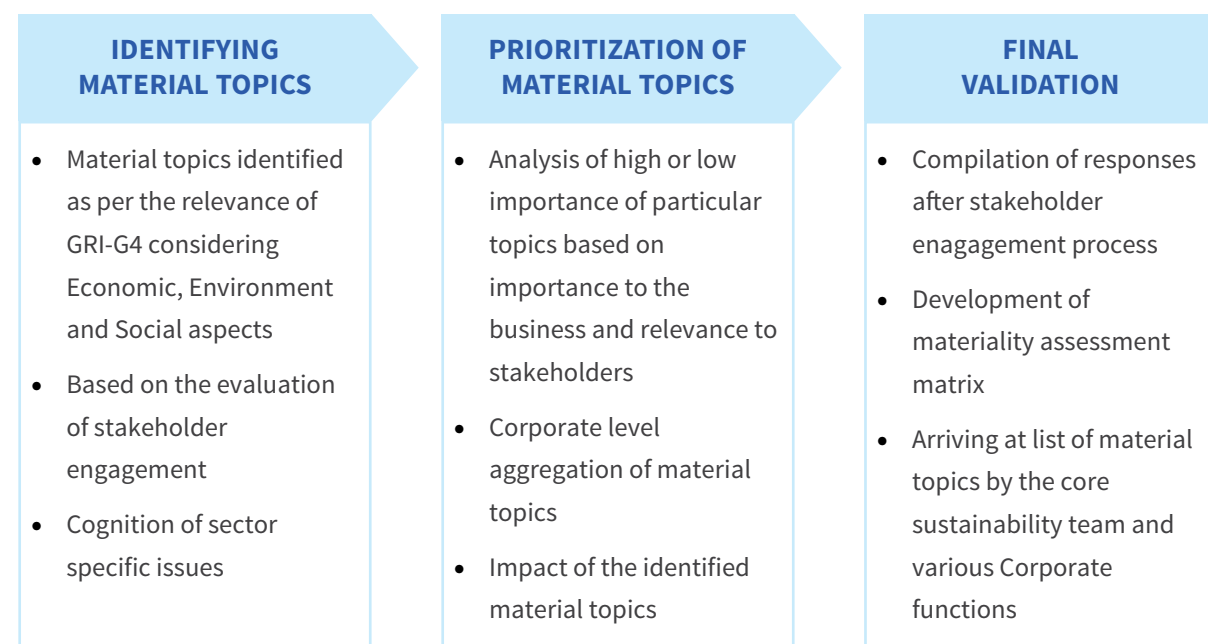 IDENTIFYING
MATERIAL TOPICS
• Material topics identified
as per the relevance of
GRI-G4 considering
Economic, Environment
and Social aspects
• Based on the evaluation
of stakeholder
engagement
• Cognition of sector
specific issues
PRIORITIZATION OF
MATERIAL TOPICS
• Analysis of high or low
importance of particular
topics based on
importance to the
business and relevance to
stakeholders
• Corporate level
aggregation of material
topics
• Impact of the identified
material topics
FINAL
VALIDATION
• Compilation of responses
after stakeholder
enagagement process
• Development of
materiality assessment
matrix
• Arriving at list of material
topics by the core
sustainability team and
various Corporate
functions